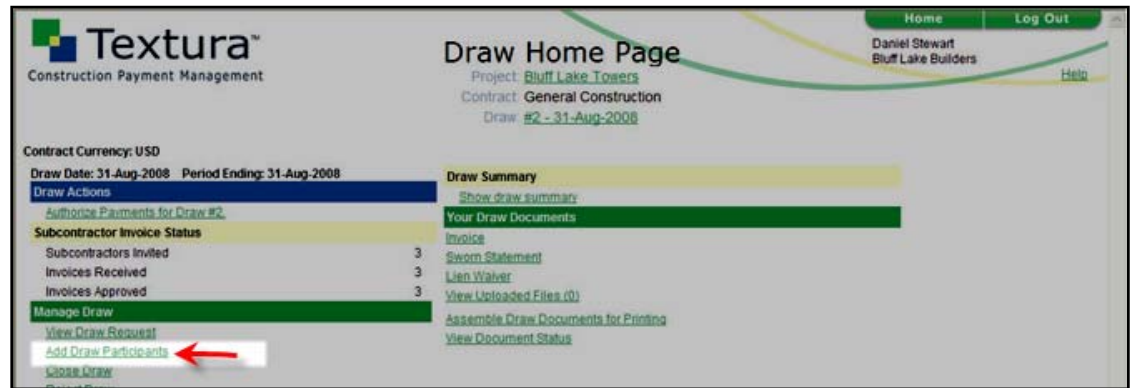 Home Log Out
Textura™
Construction Payment Management
Draw Home Page
Project: Bluff Lake Towers
Contract: General Construction
Draw: #2 - 31-Aug-2008
Daniel Stewart
Bluff Lake Builders
Help
Contract Currency: USD
Draw Date: 31-Aug-2008 Period Ending: 31-Aug-2008
Draw Actions
Authorize Payments for Draw #2.
Subcontractor Invoice Status
Subcontractors Invited 3
Invoices Received 3
Invoices Approved 3
Manage Draw
View Draw Request
Add Draw Participants
Close Draw
Reject Draw
Draw Summary
Show draw summary
Your Draw Documents
Invoice
Sworn Statement
Lien Waiver
View Uploaded Files (0)
Assemble Draw Documents for Printing
View Document Status